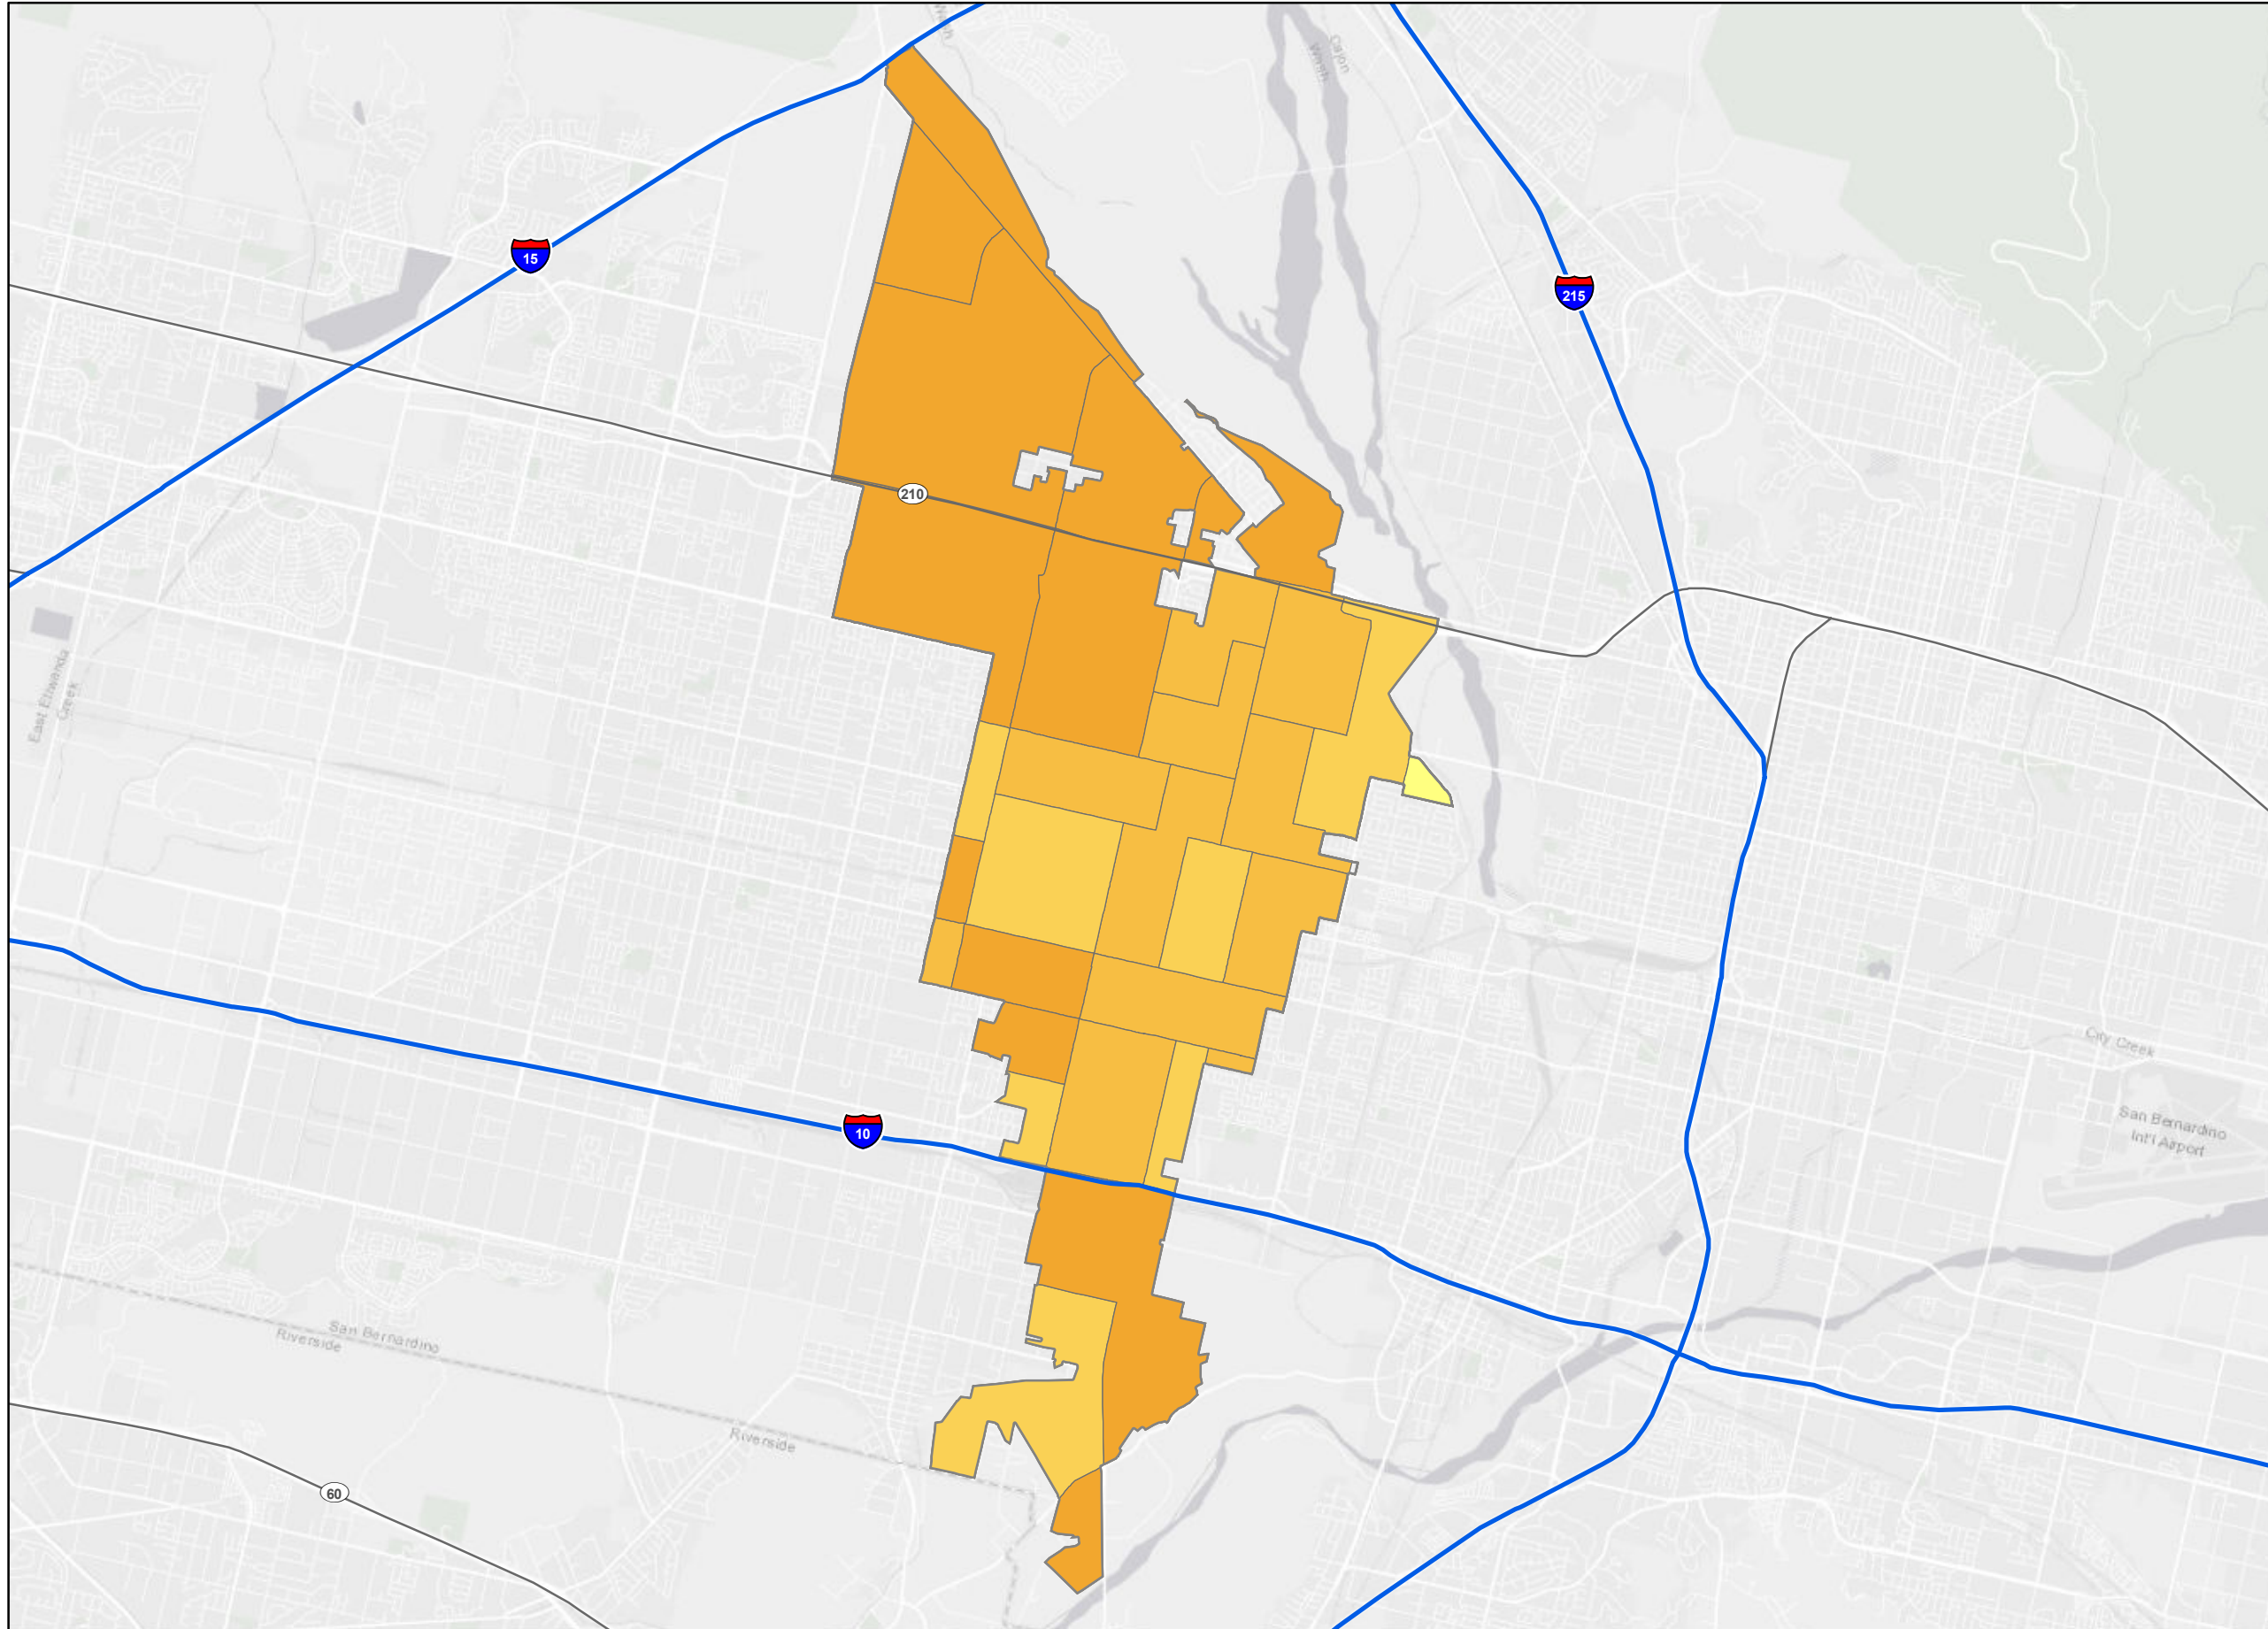 Wash
Cajon
Wash
15
215
210
East Etiwanda
Creek
City Creek
San Bernardino
Int'l Airport
10
San Bernardino
Riverside
Riverside
60